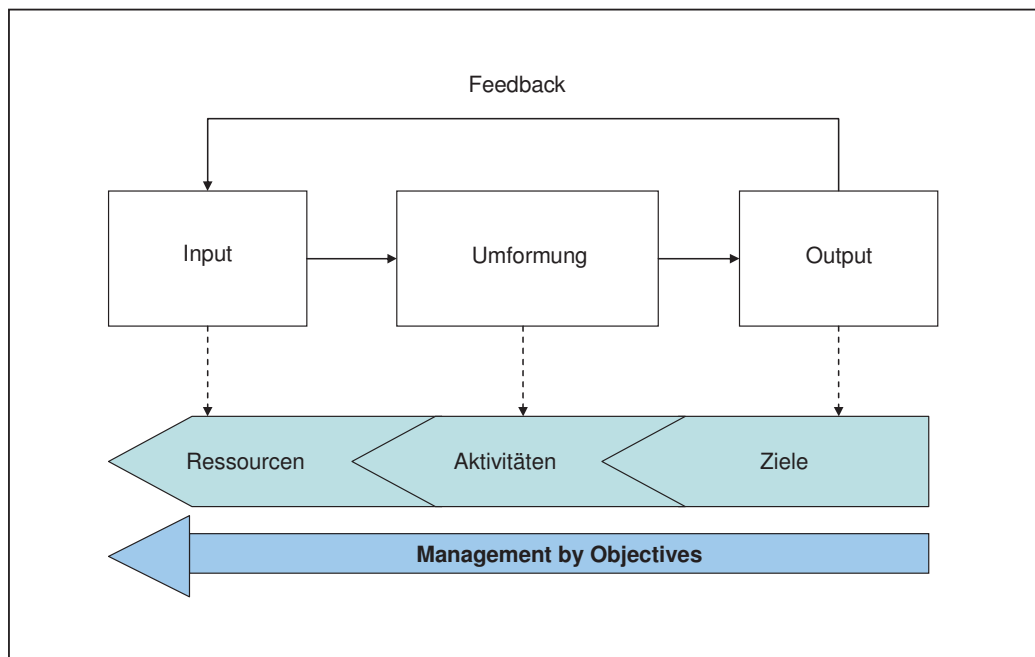 Feedback
Input
Umformung
Output
Ressourcen
Aktivitäten
Ziele
Management by Objectives